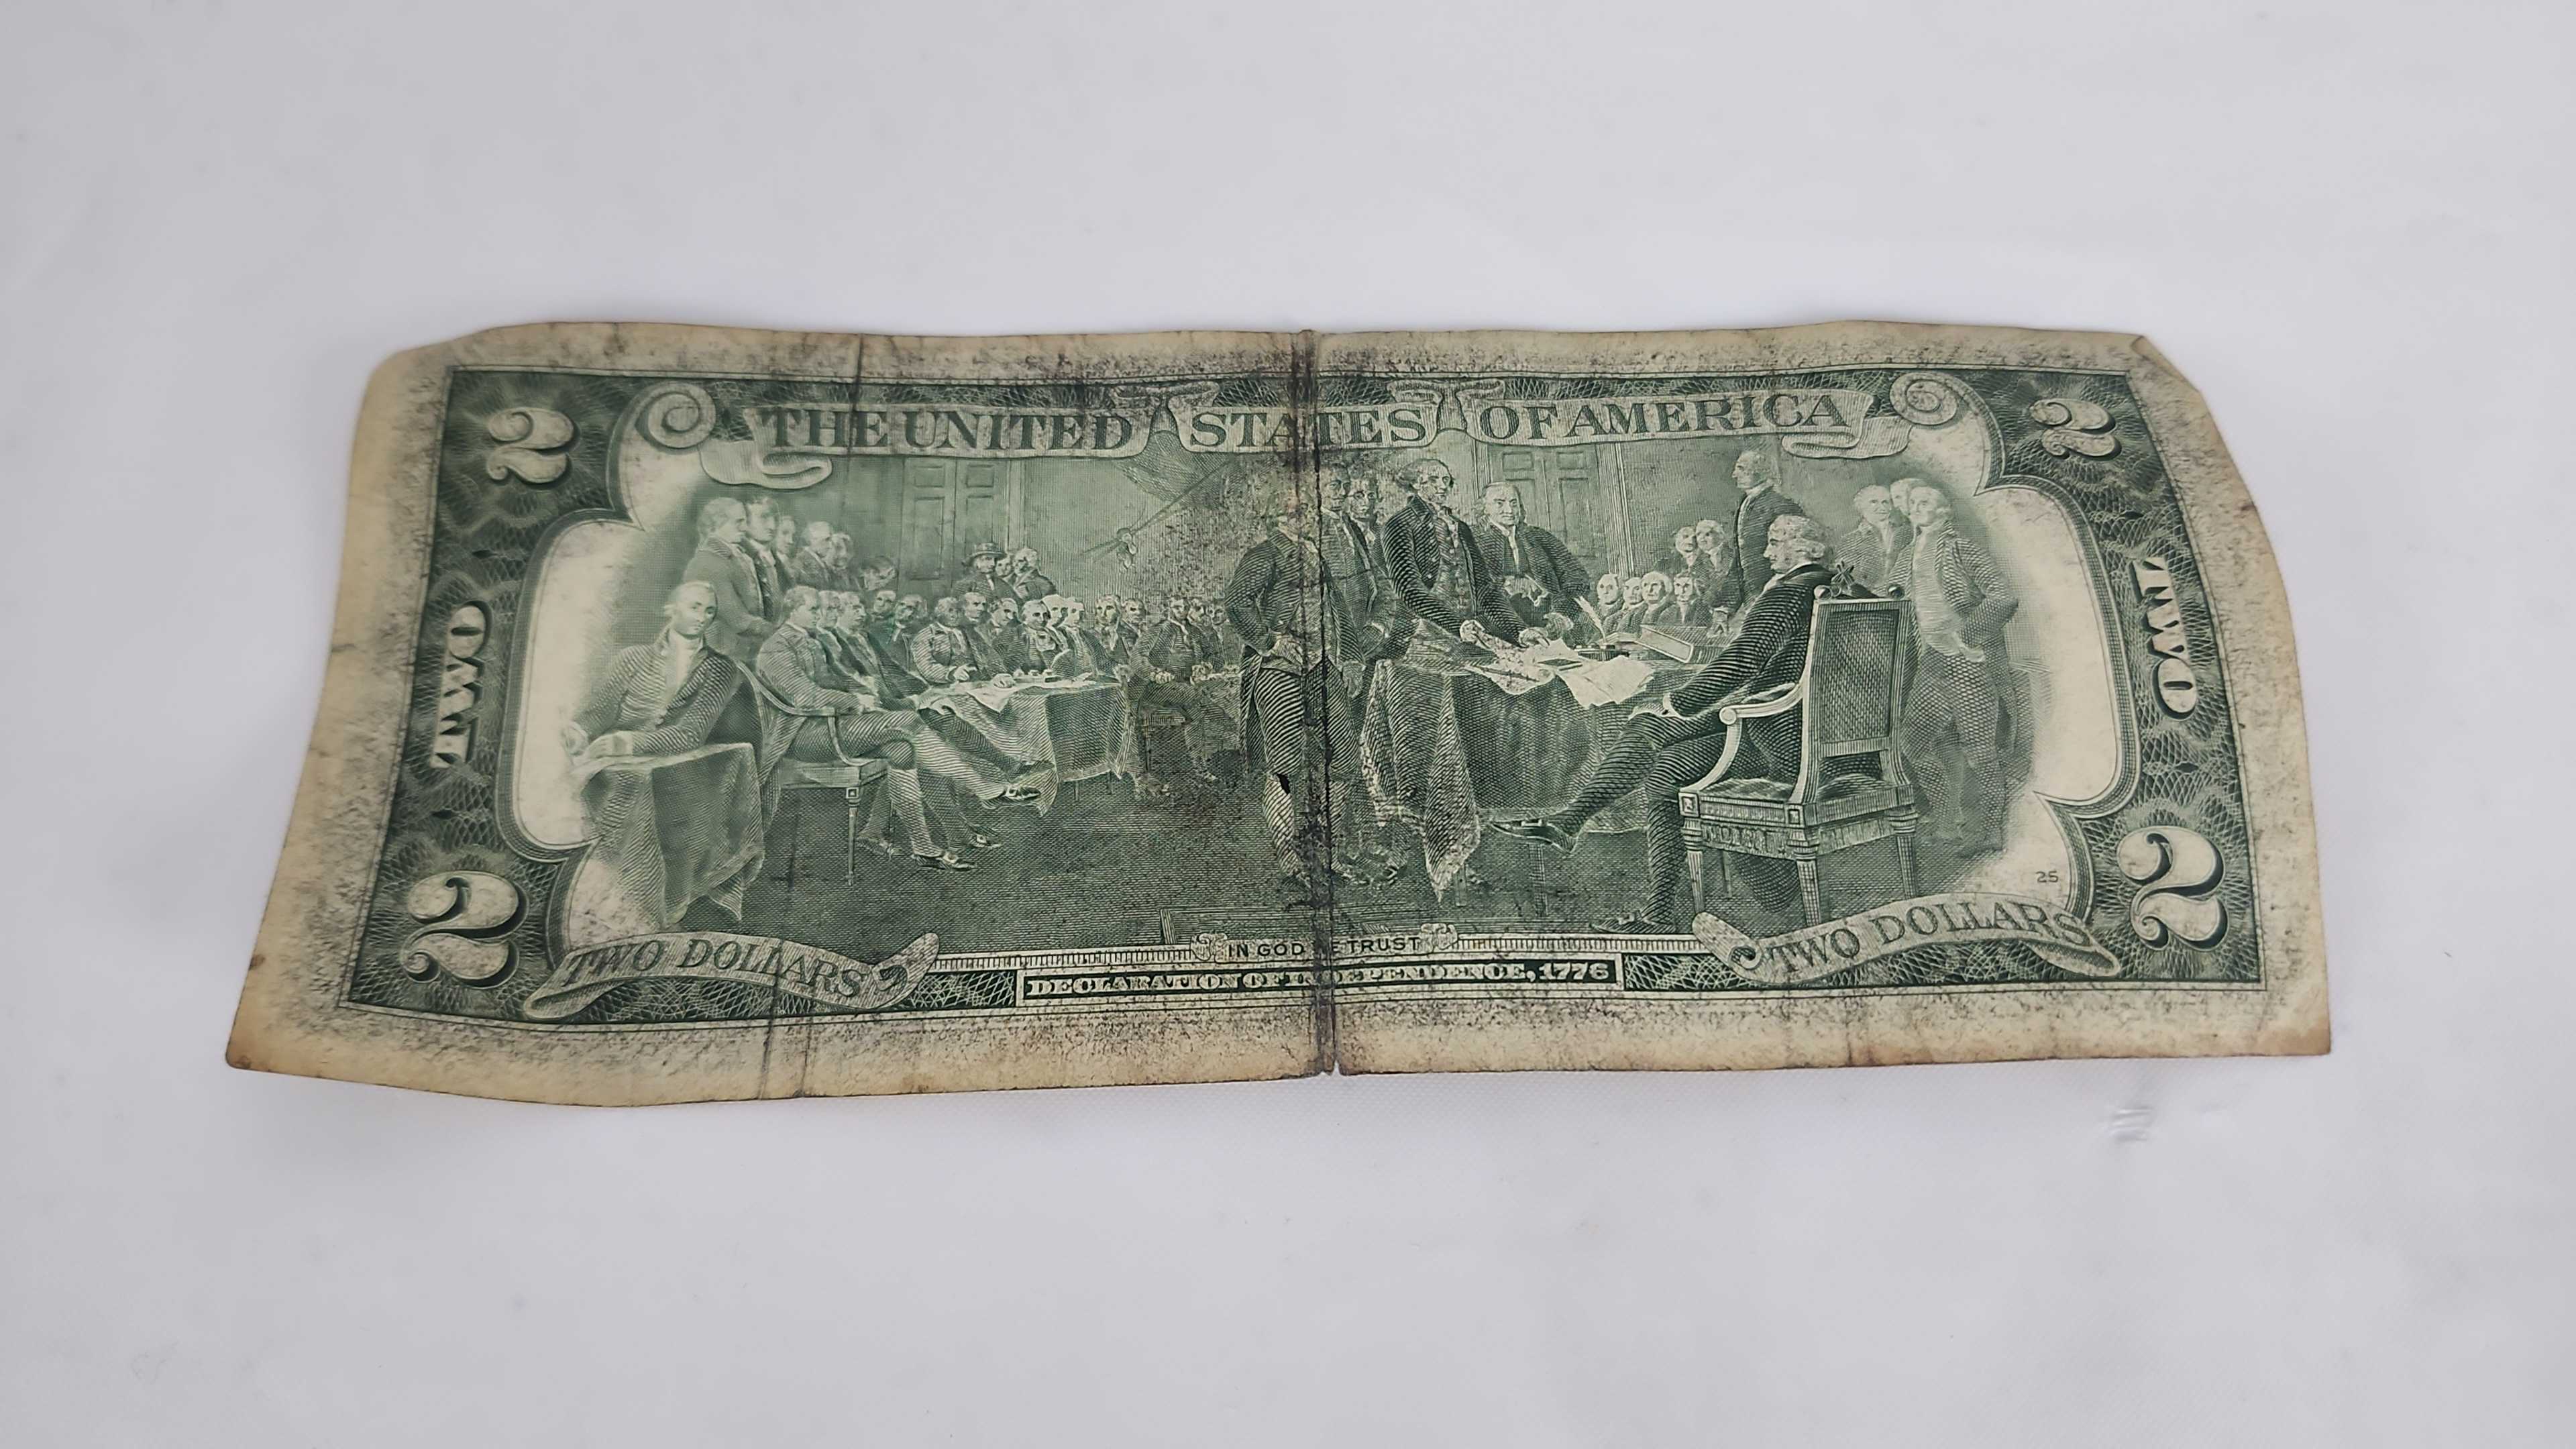 2 THE UNITED STATES OF AMERICA 2
TWO TWO
25
2 TWO DOLLARS IN GOD WE TRUST TWO DOLLARS 2
DECLARATION OF INDEPENDENCE, 1776